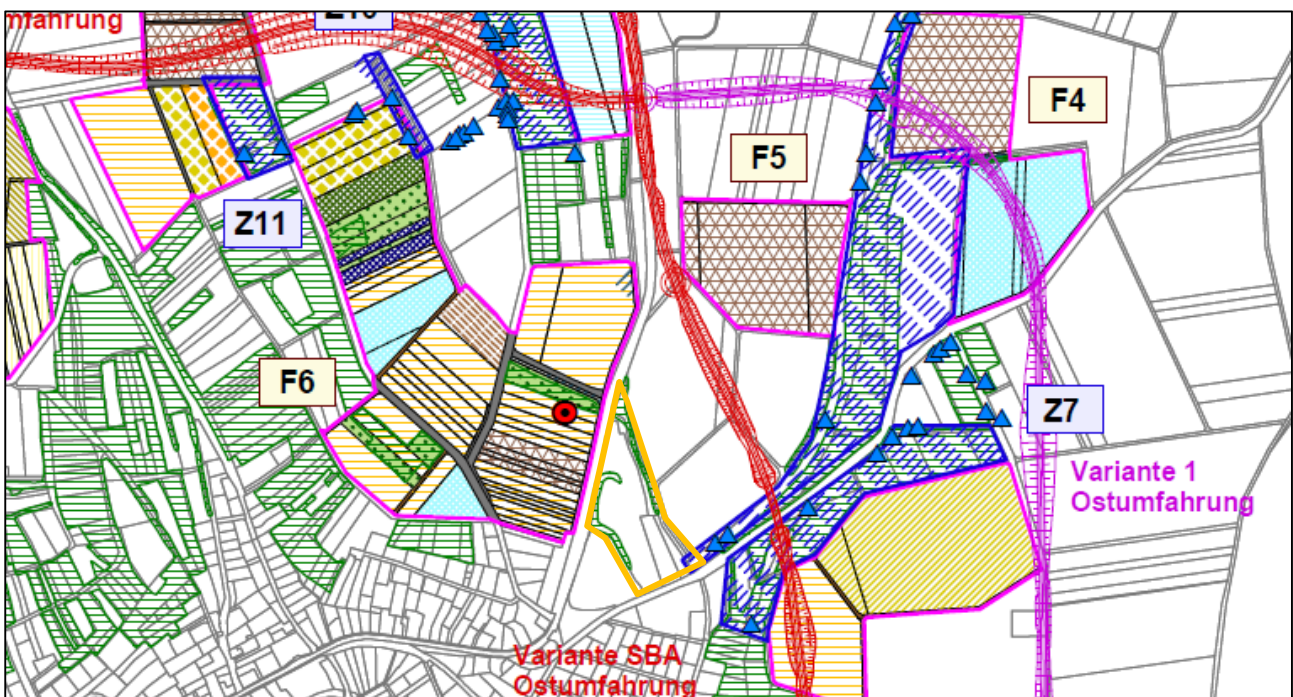 mfahrung
F4
F5
Z11
F6
Z7
Variante 1
Ostumfahrung
Variante SBA
Ostumfahrung